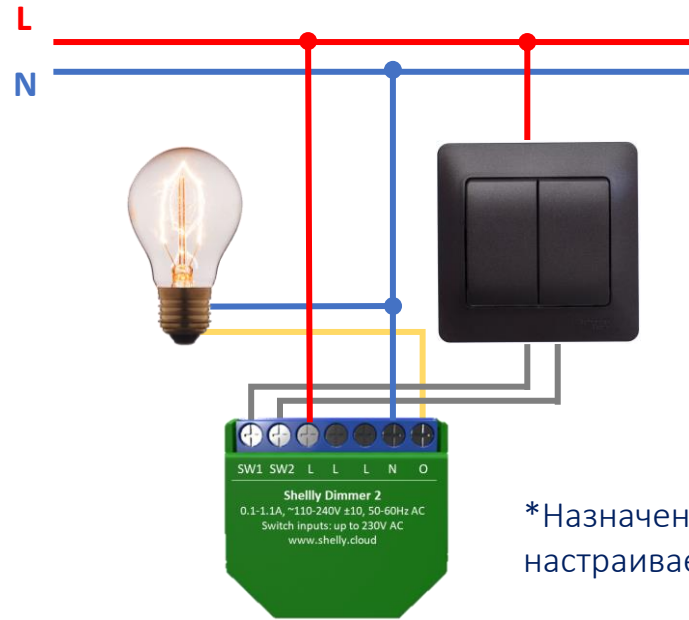 L
N
SW1 SW2 L L L N O
Shellly Dimmer 2
0.1-1.1A, ~110-240V ±10, 50-60Hz AC
Switch inputs: up to 230V AC
www.shelly.cloud
*Назначен
настраивае